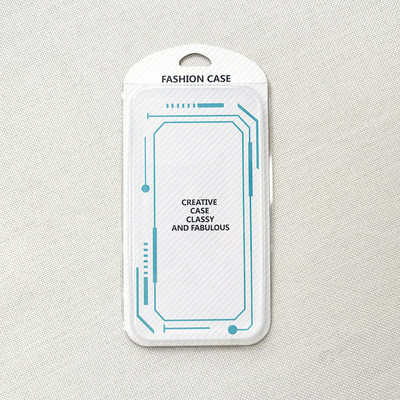 FASHION CASE
CREATIVE
CASE
CLASSY
AND FABULOUS